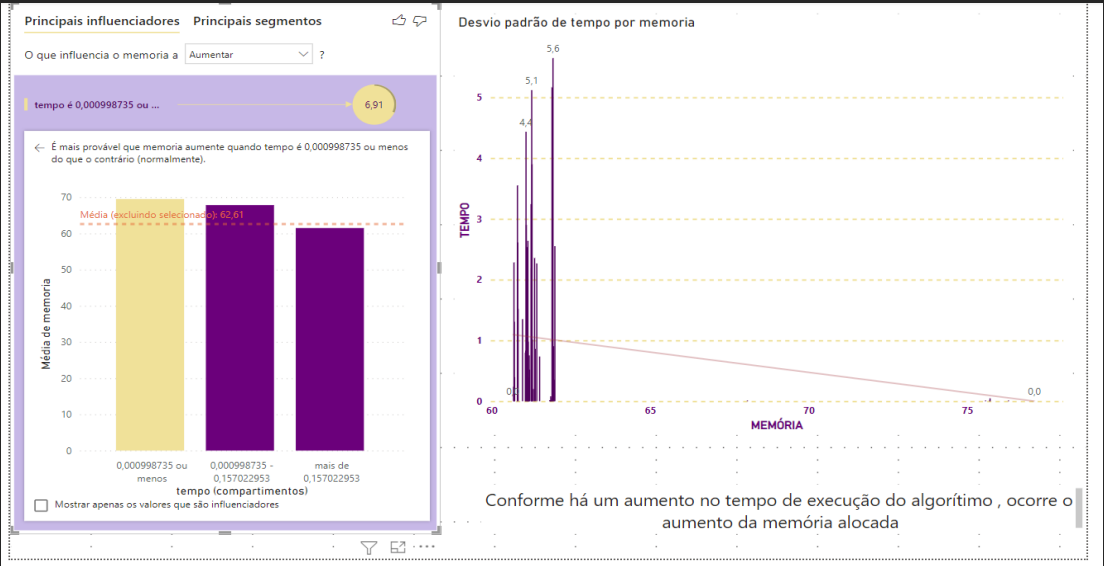 Principais influenciadores Principais segmentos
O que influencia o memoria a Aumentar ?
tempo é 0,000998735 ou ... 6,91
É mais provável que memoria aumente quando tempo é 0,000998735 ou menos
do que o contrário (normalmente).
Média de memoria
70
60
50
40
30
20
10
0
Média (excluindo selecionado): 62,61
0,000998735 ou
menos
0,000998735 -
0,157022953
mais de
0,157022953
tempo (compartimentos)
Mostrar apenas os valores que são influenciadores
Desvio padrão de tempo por memoria
TEMPO
5
4
3
2
1
0
5,6
5,1
4,4
0,0
60
65
70
75
MEMÓRIA
Conforme há um aumento no tempo de execução do algorítimo , ocorre o
aumento da memória alocada